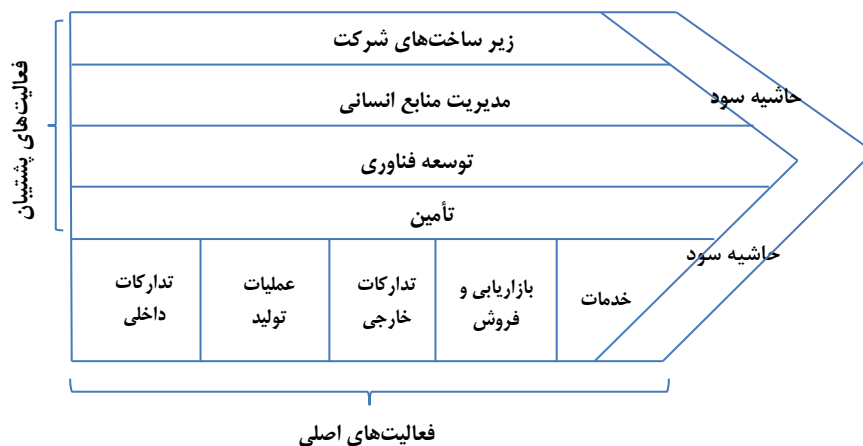 زیر ساخت‌های شرکت
مدیریت منابع انسانی
توسعه فناوری
تأمین
فعالیت‌های پشتیبان
حاشیه سود
حاشیه سود
تدارکات
داخلی
عملیات
تولید
تدارکات
خارجی
بازاریابی و
فروش
خدمات
فعالیت‌های اصلی